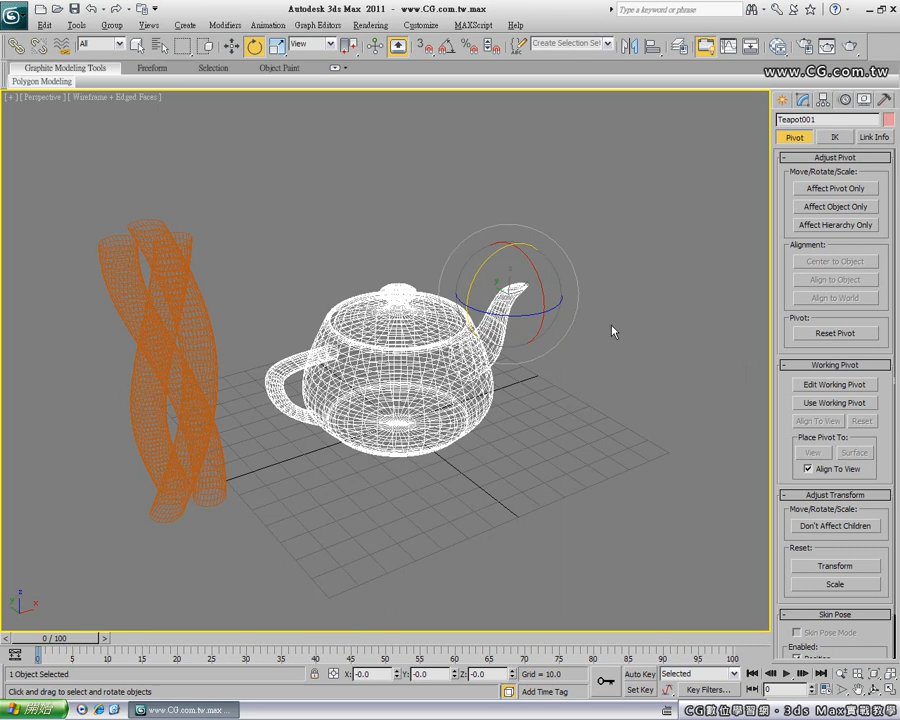 Autodesk 3ds Max 2011 - www.CG.com.tw.max
Type a keyword or phrase
Edit Tools Group Views Create Modifiers Animation Graph Editors Rendering Customize MAXScript Help
All
View
Create Selection Se
Graphite Modeling Tools Freeform Selection Object Paint
www.CG.com.tw
Polygon Modeling
[ + ] [ Perspective ] [ Wireframe + Edged Faces ]
Teapot001
Pivot IK Link Info
- Adjust Pivot
Move/Rotate/Scale:
Affect Pivot Only
Affect Object Only
Affect Hierarchy Only
Alignment:
Center to Object
Align to Object
Align to World
Pivot:
Reset Pivot
- Working Pivot
Edit Working Pivot
Use Working Pivot
Align To View Reset
Place Pivot To:
View Surface
Align To View
- Adjust Transform
Move/Rotate/Scale:
Don't Affect Children
Reset:
Transform
Scale
- Skin Pose
Skin Pose Mode
Enabled:
z
y
x
z
y
< 0 / 100 >
0 5 10 15 20 25 30 35 40 45 50 55 60 65 70 75 80 85 90 95 100
1 Object Selected X: -0.0 Y: -0.0 Z: -0.0 Grid = 10.0 Auto Key Selected
Click and drag to select and rotate objects Add Time Tag Set Key Key Filters... 0
開始 www.CG.com.tw.max ... CG數位學習網·3ds Max實戰教學